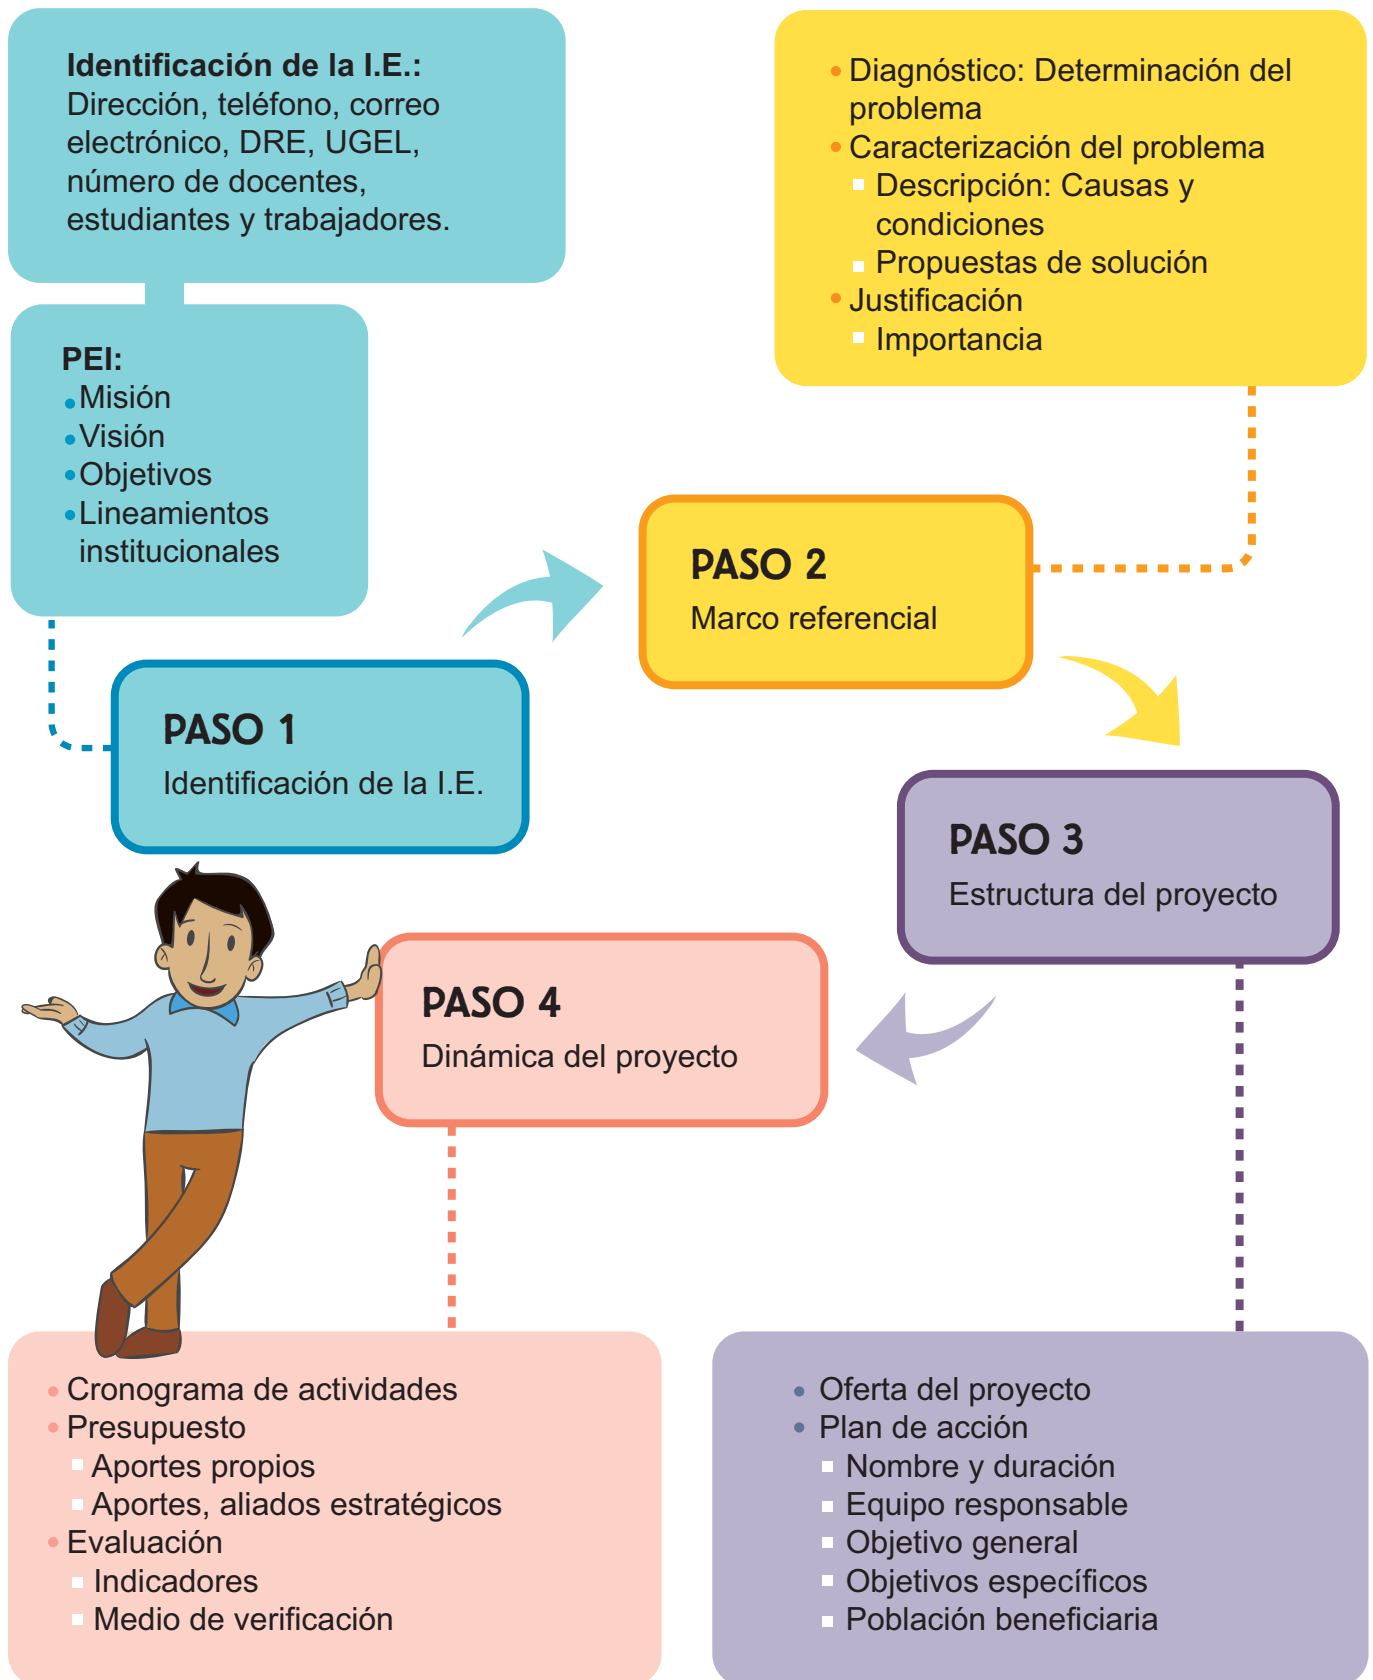 Identificación de la I.E.:
Dirección, teléfono, correo
electrónico, DRE, UGEL,
número de docentes,
estudiantes y trabajadores.
PEI:
Misión
Visión
Objetivos
Lineamientos
institucionales
PASO 1
Identificación de la I.E.
Diagnóstico: Determinación del
problema
Caracterización del problema
Descripción: Causas y
condiciones
Propuestas de solución
Justificación
Importancia
PASO 2
Marco referencial
PASO 3
Estructura del proyecto
Oferta del proyecto
Plan de acción
Nombre y duración
Equipo responsable
Objetivo general
Objetivos específicos
Población beneficiaria
PASO 4
Dinámica del proyecto
Cronograma de actividades
Presupuesto
Aportes propios
Aportes, aliados estratégicos
Evaluación
Indicadores
Medio de verificación